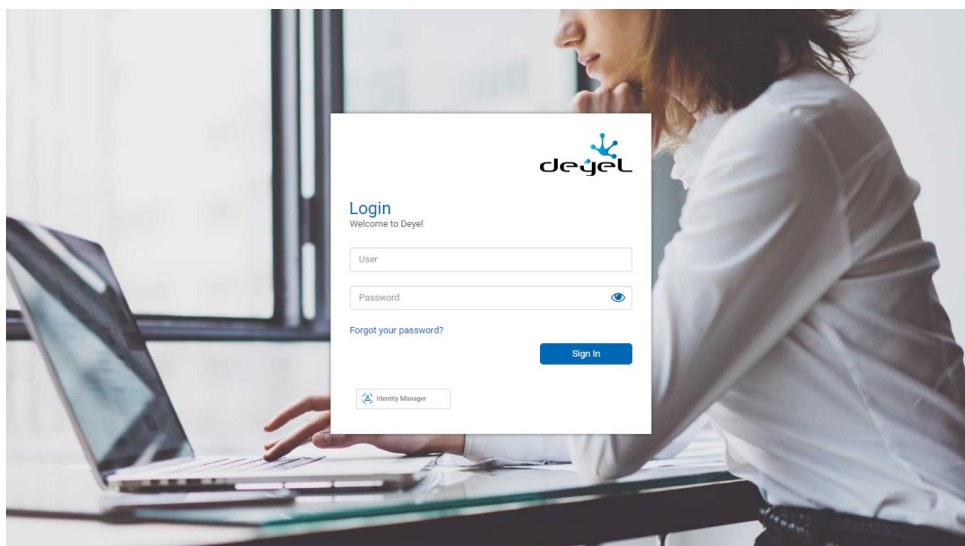 deyel
Login
Welcome to Deyel
User
Password
Forgot your password?
Sign In
Identity Manager